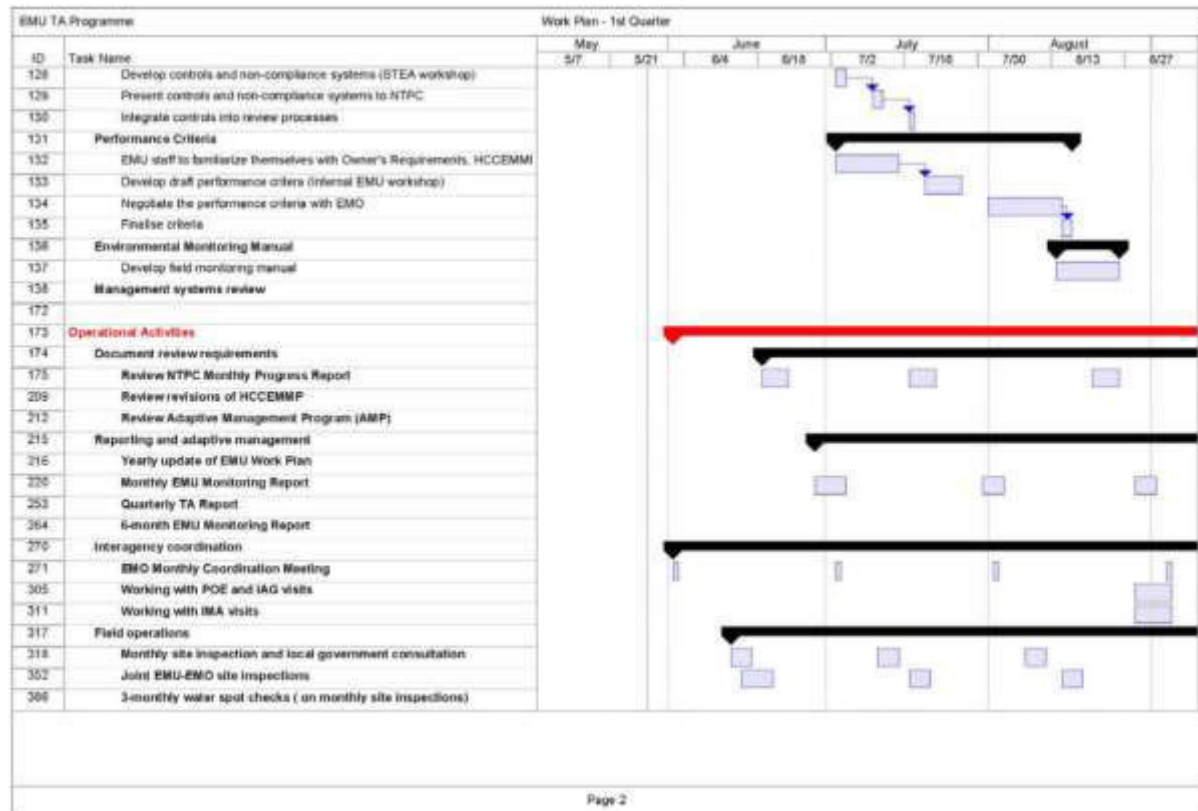 EMU TA Programme Work Plan - 1st Quarter
May June July August
ID Task Name 5/7 5/21 6/4 6/18 7/2 7/16 7/30 8/13 8/27
128 Develop controls and non-compliance systems (STEA workshop)
129 Present controls and non-compliance systems to NTPC
130 Integrate controls into review processes
131 Performance Criteria
132 EMU staff to familiarize themselves with Owner's Requirements, HCCEMMI
133 Develop draft performance critera (Internal EMU workshop)
134 Negotiate the performance criteria with EMO
135 Finalise criteria
136 Environmental Monitoring Manual
137 Develop field monitoring manual
138 Management systems review
172
173 Operational Activities
174 Document review requirements
175 Review NTPC Monthly Progress Report
209 Review revisions of HCCEMMP
212 Review Adaptive Management Program (AMP)
215 Reporting and adaptive management
216 Yearly update of EMU Work Plan
220 Monthly EMU Monitoring Report
253 Quarterly TA Report
264 6-month EMU Monitoring Report
270 Interagency coordination
271 EMO Monthly Coordination Meeting
305 Working with POE and IAG visits
311 Working with IMA visits
317 Field operations
318 Monthly site inspection and local government consultation
352 Joint EMU-EMO site inspections
386 3-monthly water spot checks ( on monthly site inspections)
Page 2